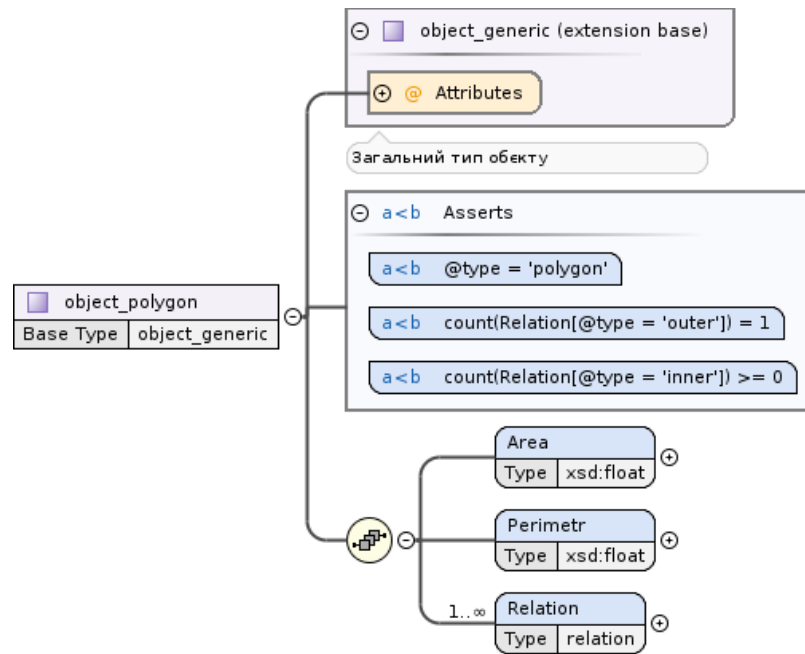 object_generic (extension base)
@ Attributes
Загальний тип обєкту
a<b Asserts
a<b @type = 'polygon'
object_polygon
Base Type object_generic
a<b count(Relation[@type = 'outer']) = 1
a<b count(Relation[@type = 'inner']) >= 0
Area
Type xsd:float
Perimetr
Type xsd:float
1..∞
Relation
Type relation